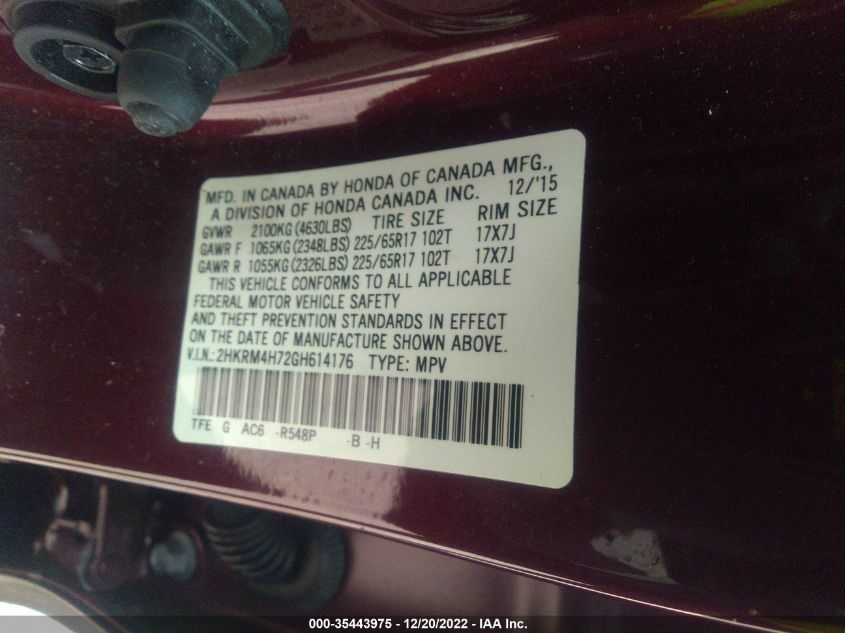 MFD. IN CANADA BY HONDA OF CANADA MFG.,
A DIVISION OF HONDA CANADA INC. 12/'15
GVWR 2100KG (4630LBS) TIRE SIZE RIM SIZE
GAWR F 1065KG (2348LBS) 225/65R17 102T 17X7J
GAWR R 1055KG (2326LBS) 225/65R17 102T 17X7J
THIS VEHICLE CONFORMS TO ALL APPLICABLE
FEDERAL MOTOR VEHICLE SAFETY
AND THEFT PREVENTION STANDARDS IN EFFECT
ON THE DATE OF MANUFACTURE SHOWN ABOVE.
V.I.N.: 2HKRM4H72GH614176 TYPE: MPV
TFE G AC6 -R548P -B -H
000-35443975 - 12/20/2022 - IAA Inc.